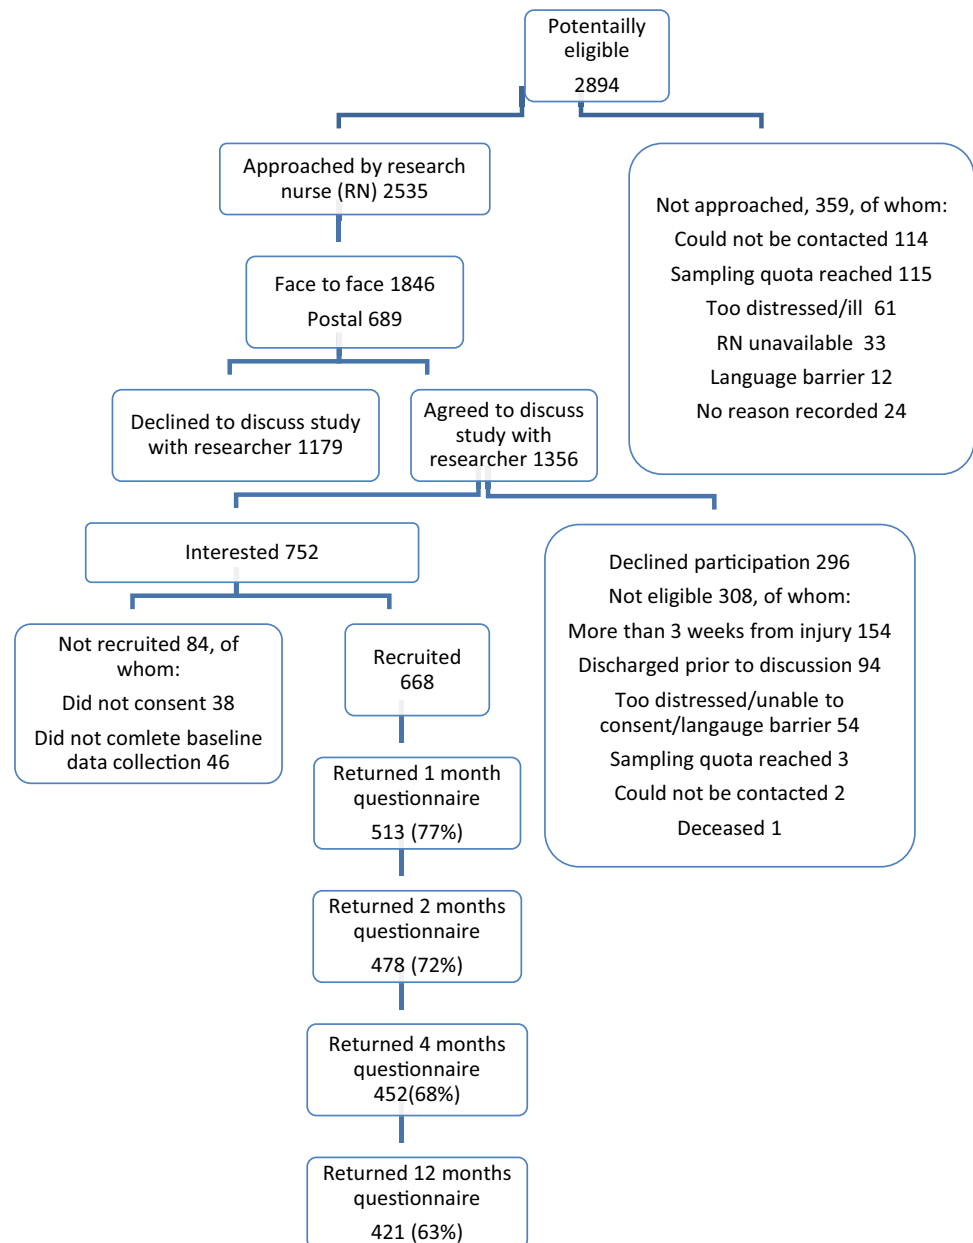 Potentailly
eligible
2894
Approached by research
nurse (RN) 2535
Not approached, 359, of whom:
Could not be contacted 114
Sampling quota reached 115
Too distressed/ill 61
RN unavailable 33
Language barrier 12
No reason recorded 24
Face to face 1846
Postal 689
Declined to discuss study
with researcher 1179
Agreed to discuss
study with
researcher 1356
Interested 752
Declined participation 296
Not eligible 308, of whom:
More than 3 weeks from injury 154
Discharged prior to discussion 94
Too distressed/unable to
consent/langauge barrier 54
Sampling quota reached 3
Could not be contacted 2
Deceased 1
Not recruited 84, of
whom:
Did not consent 38
Did not comlete baseline
data collection 46
Recruited
668
Returned 1 month
questionnaire
513 (77%)
Returned 2 months
questionnaire
478 (72%)
Returned 4 months
questionnaire
452(68%)
Returned 12 months
questionnaire
421 (63%)